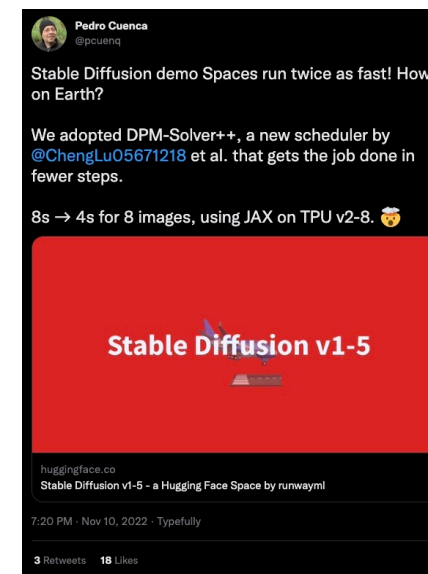 Pedro Cuenca
@pcuenq
Stable Diffusion demo Spaces run twice as fast! How
on Earth?
We adopted DPM-Solver++, a new scheduler by
@ChengLu05671218 et al. that gets the job done in
fewer steps.
8s → 4s for 8 images, using JAX on TPU v2-8. 🤯
Stable Diffusion v1-5
huggingface.co
Stable Diffusion v1-5 - a Hugging Face Space by runwayml
7:20 PM · Nov 10, 2022 · Typefully
3 Retweets 18 Likes